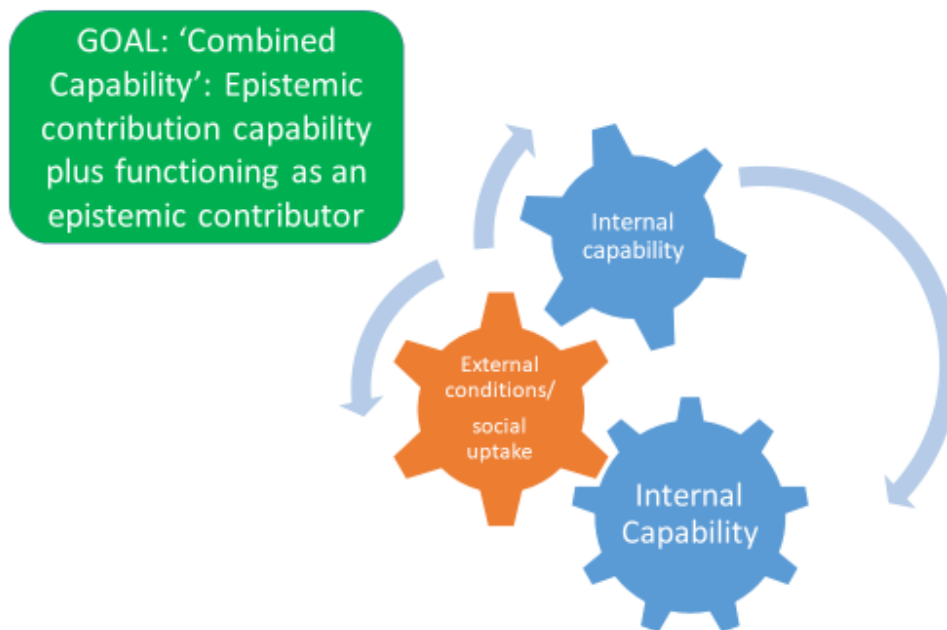 GOAL: ‘Combined
Capability’: Epistemic
contribution capability
plus functioning as an
epistemic contributor
Internal
capability
External
conditions/
social
uptake
Internal
Capability